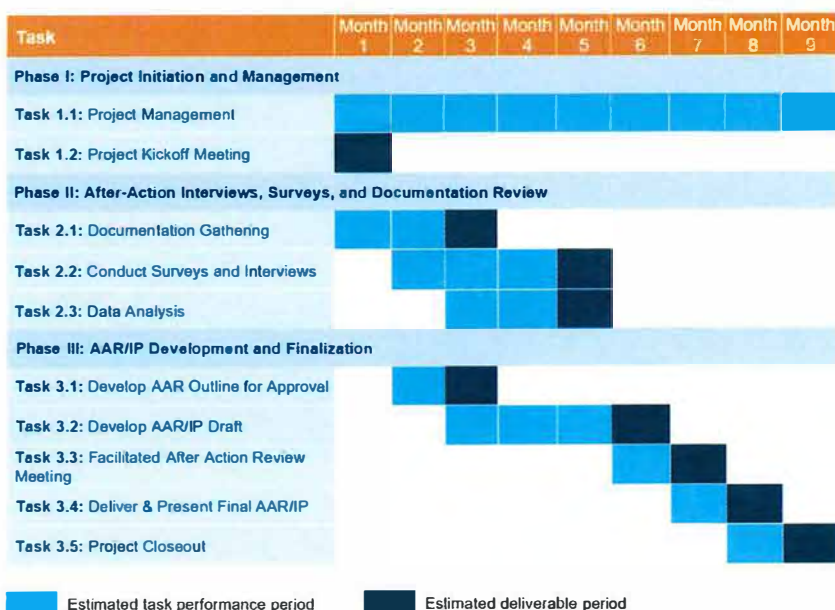 Task Month Month Month Month Month Month Month Month Month
1 2 3 4 5 6 7 8 9
Phase I: Project Initiation and Management
Task 1.1: Project Management
Task 1.2: Project Kickoff Meeting
Phase II: After-Action Interviews, Surveys, and Documentation Review
Task 2.1: Documentation Gathering
Task 2.2: Conduct Surveys and Interviews
Task 2.3: Data Analysis
Phase III: AAR/IP Development and Finalization
Task 3.1: Develop AAR Outline for Approval
Task 3.2: Develop AAR/IP Draft
Task 3.3: Facilitated After Action Review
Meeting
Task 3.4: Deliver & Present Final AAR/IP
Task 3.5: Project Closeout
Estimated task performance period Estimated deliverable period